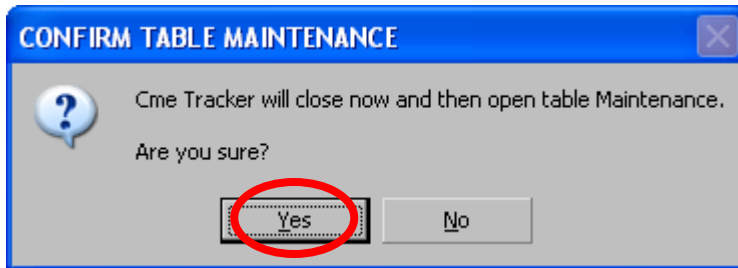 CONFIRM TABLE MAINTENANCE
Cme Tracker will close now and then open table Maintenance.
Are you sure?
Yes
No